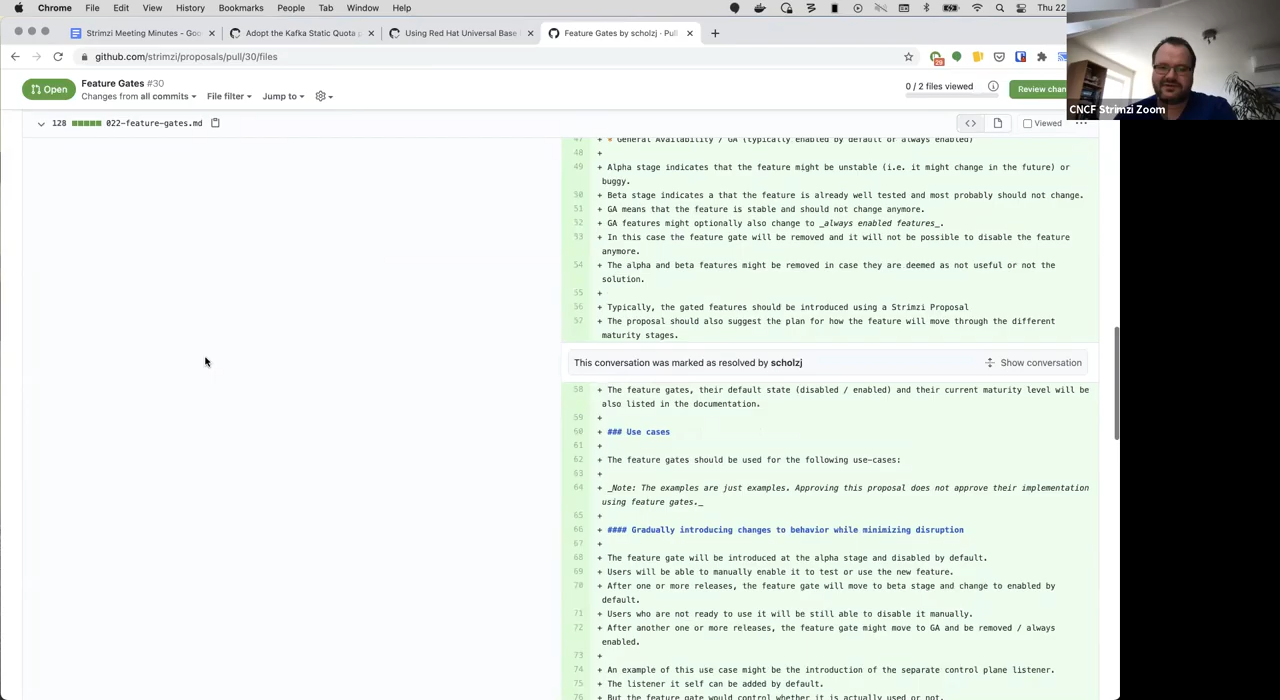 Chrome File Edit View History Bookmarks People Tab Window Help Thu 22
Strimzi Meeting Minutes - Goo Adopt the Kafka Static Quota p Using Red Hat Universal Base Feature Gates by scholzj · Pull
github.com/strimzi/proposals/pull/30/files
29
CNCF Strimzi Zoom
Open Feature Gates #30
Changes from all commits File filter Jump to
0 / 2 files viewed Review chan
128 022-feature-gates.md Viewed
47 + * General Availability / GA (typically enabled by default or always enabled)
48 +
49 + Alpha stage indicates that the feature might be unstable (i.e. it might change in the future) or
buggy.
50 + Beta stage indicates a that the feature is already well tested and most probably should not change.
51 + GA means that the feature is stable and should not change anymore.
52 + GA features might optionally also change to _always enabled features_.
53 + In this case the feature gate will be removed and it will not be possible to disable the feature
anymore.
54 + The alpha and beta features might be removed in case they are deemed as not useful or not the
solution.
55 +
56 + Typically, the gated features should be introduced using a Strimzi Proposal
57 + The proposal should also suggest the plan for how the feature will move through the different
maturity stages.
This conversation was marked as resolved by scholzj Show conversation
58 + The feature gates, their default state (disabled / enabled) and their current maturity level will be
also listed in the documentation.
59 +
60 + ### Use cases
61 +
62 + The feature gates should be used for the following use-cases:
63 +
64 + _Note: The examples are just examples. Approving this proposal does not approve their implementation
using feature gates._
65 +
66 + #### Gradually introducing changes to behavior while minimizing disruption
67 +
68 + The feature gate will be introduced at the alpha stage and disabled by default.
69 + Users will be able to manually enable it to test or use the new feature.
70 + After one or more releases, the feature gate will move to beta stage and change to enabled by
default.
71 + Users who are not ready to use it will be still able to disable it manually.
72 + After another one or more releases, the feature gate might move to GA and be removed / always
enabled.
73 +
74 + An example of this use case might be the introduction of the separate control plane listener.
75 + The listener it self can be added by default.
76 + But the feature gate would control whether it is actually used or not.